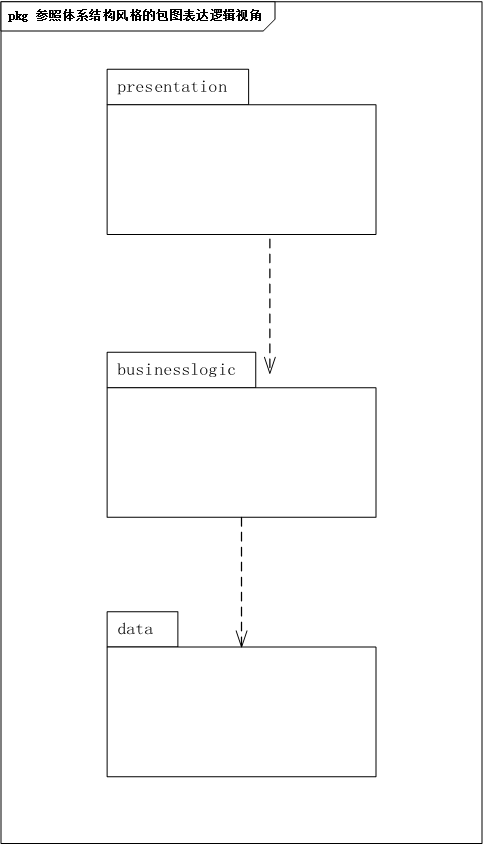 pkg 参照体系结构风格的包图表达逻辑视角
presentation
businesslogic
data